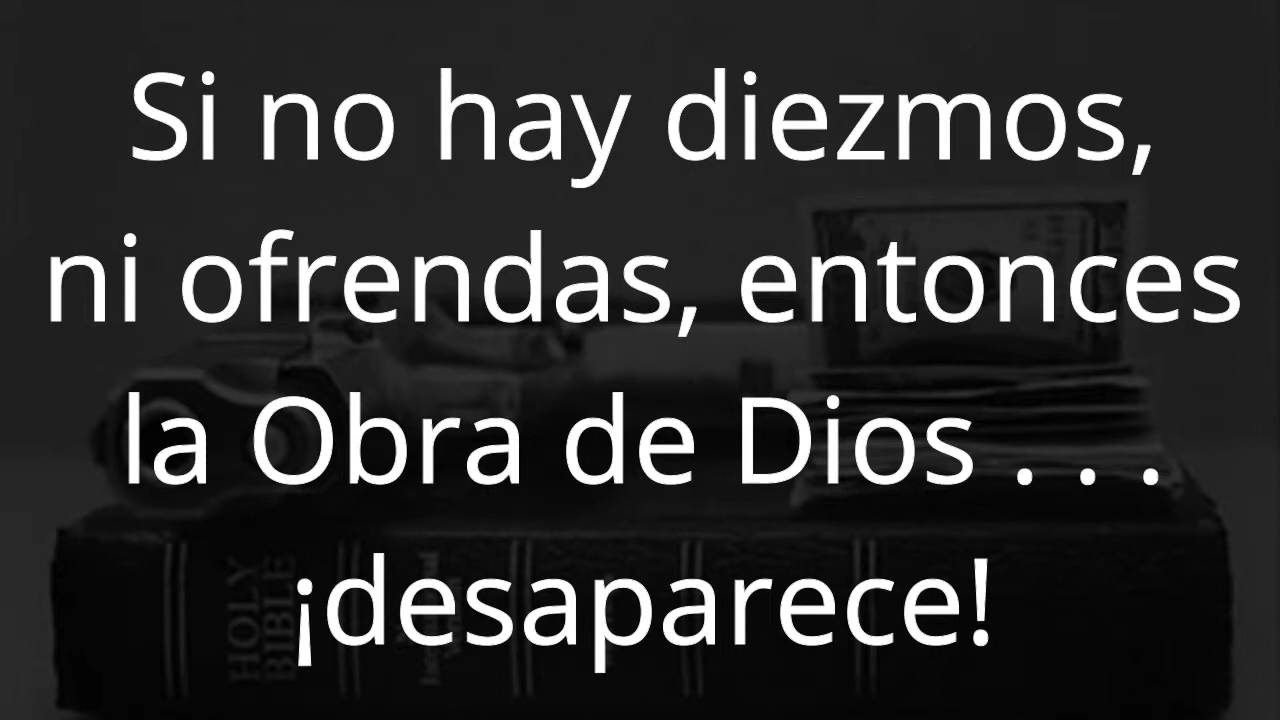 Si no hay diezmos,
ni ofrendas, entonces
la Obra de Dios . . .
¡desaparece!
HOLY
BIBLE